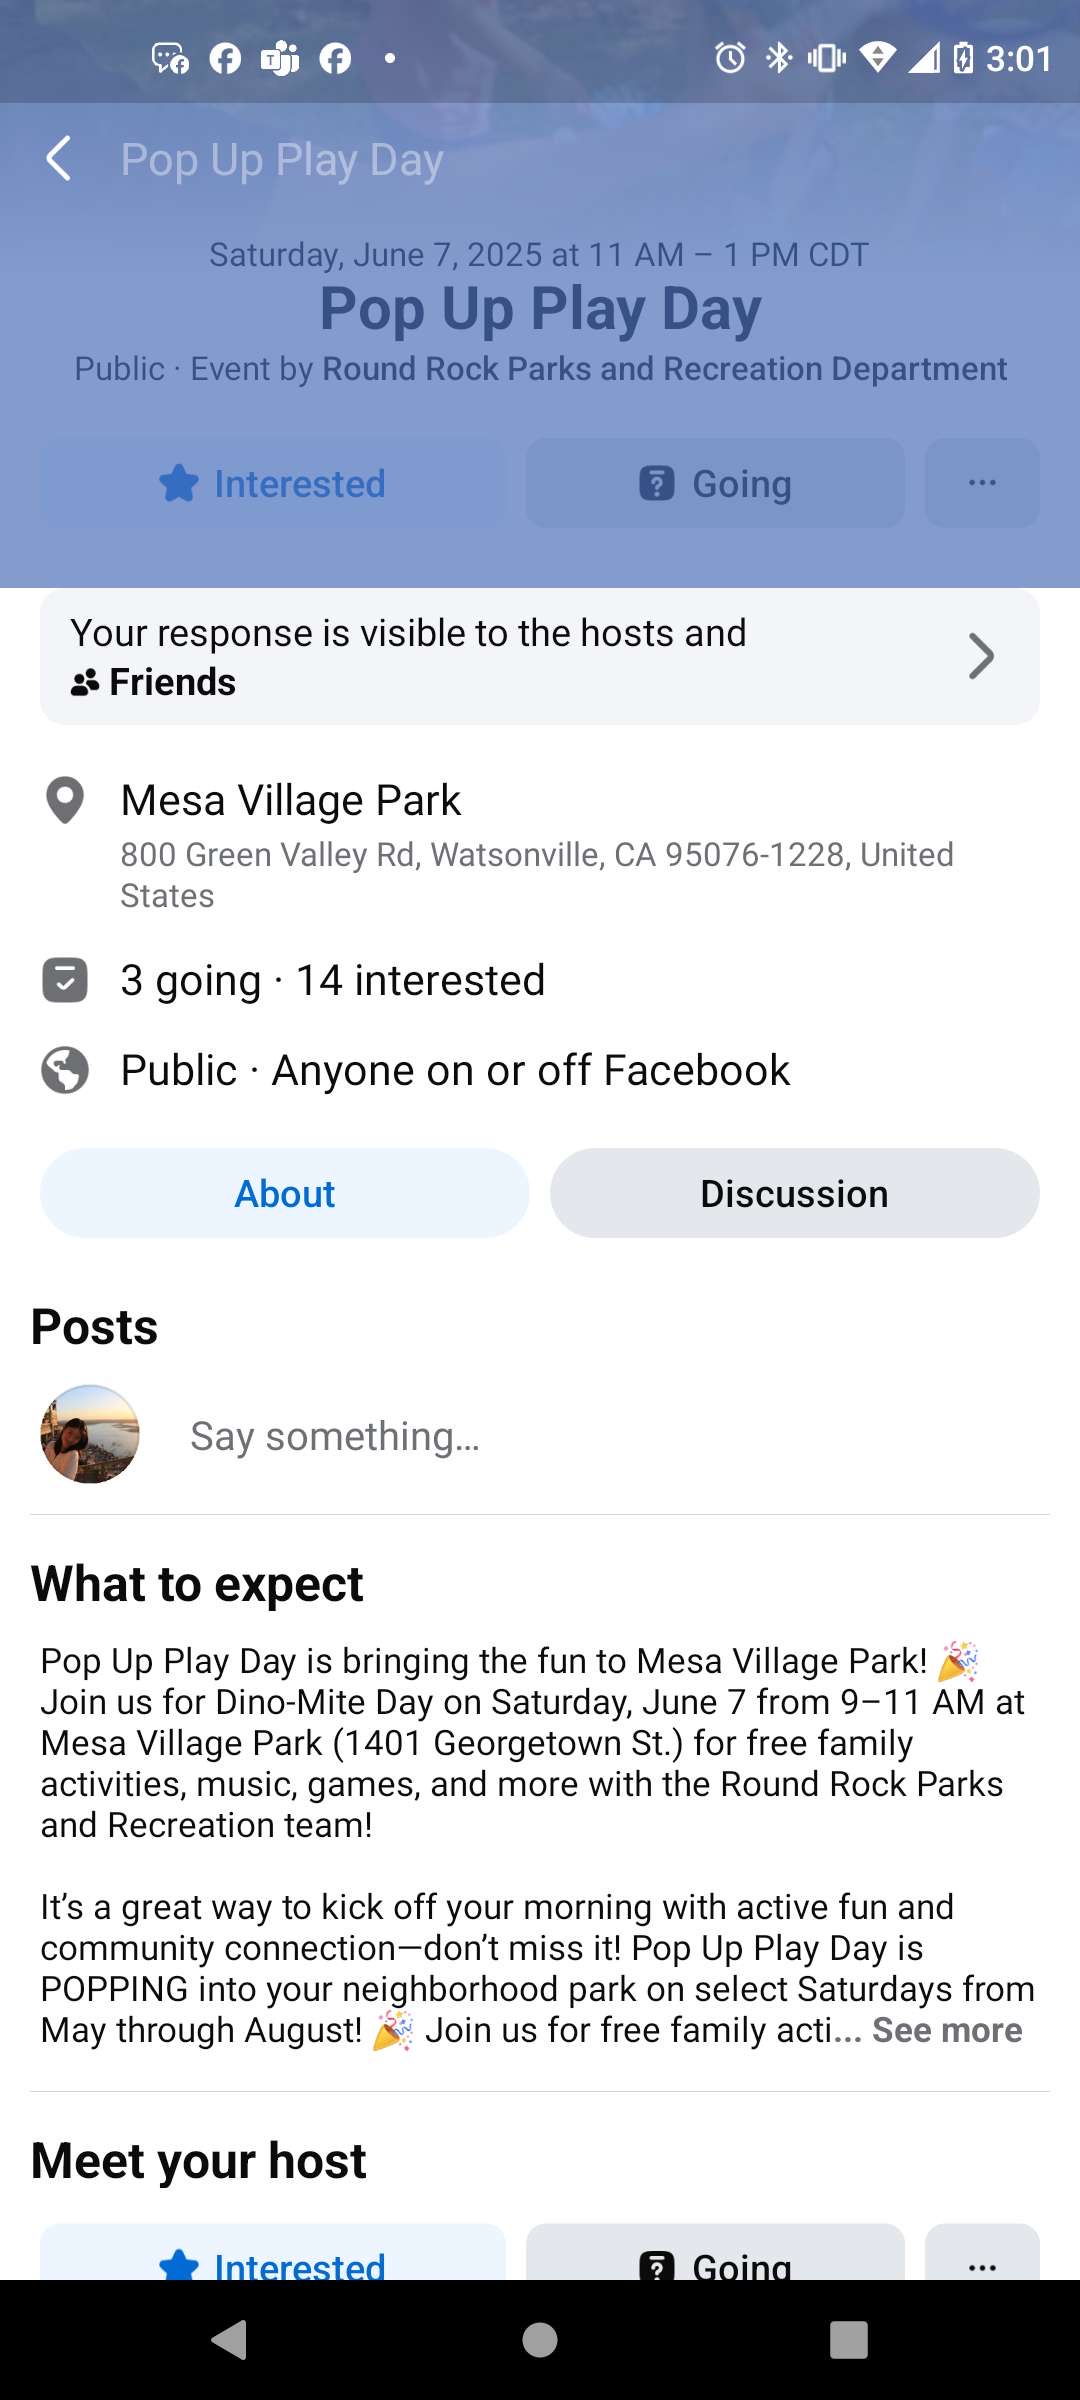 3:01
Pop Up Play Day
Saturday, June 7, 2025 at 11 AM – 1 PM CDT
Pop Up Play Day
Public · Event by Round Rock Parks and Recreation Department
Interested
Going
Your response is visible to the hosts and
Friends
Mesa Village Park
800 Green Valley Rd, Watsonville, CA 95076-1228, United
States
3 going · 14 interested
Public · Anyone on or off Facebook
About
Discussion
Posts
Say something...
What to expect
Pop Up Play Day is bringing the fun to Mesa Village Park! 🎉
Join us for Dino-Mite Day on Saturday, June 7 from 9–11 AM at
Mesa Village Park (1401 Georgetown St.) for free family
activities, music, games, and more with the Round Rock Parks
and Recreation team!
It’s a great way to kick off your morning with active fun and
community connection—don’t miss it! Pop Up Play Day is
POPPING into your neighborhood park on select Saturdays from
May through August! 🎉 Join us for free family acti... See more
Meet your host
Interested
Going